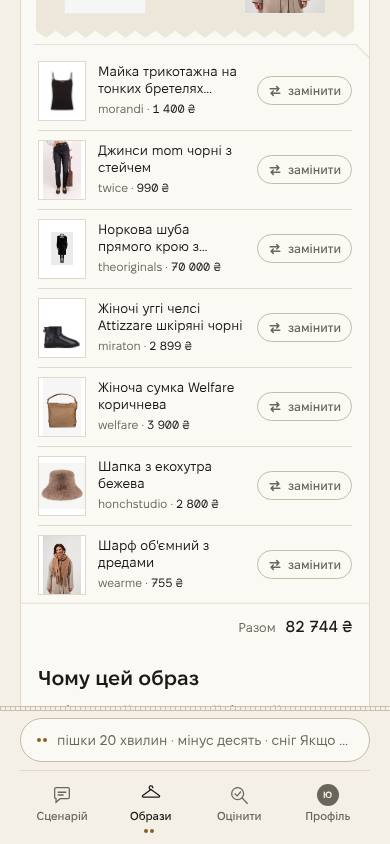 Майка трикотажна на
тонких бретелях…
morandi · 1 400 ₴
замінити
Джинси mom чорні з
стейчем
twice · 990 ₴
замінити
Норкова шуба
прямого крою з…
theoriginals · 70 000 ₴
замінити
Жіночі уггі челсі
Attizzare шкіряні чорні
miraton · 2 899 ₴
замінити
Жіноча сумка Welfare
коричнева
welfare · 3 900 ₴
замінити
Шапка з екохутра
бежева
honchstudio · 2 800 ₴
замінити
Шарф об'ємний з
дредами
wearme · 755 ₴
замінити
Разом 82 744 ₴
Чому цей образ
пішки 20 хвилин · мінус десять · сніг Якщо …
Сценарій
Образи
Оцінити
Ю
Профіль